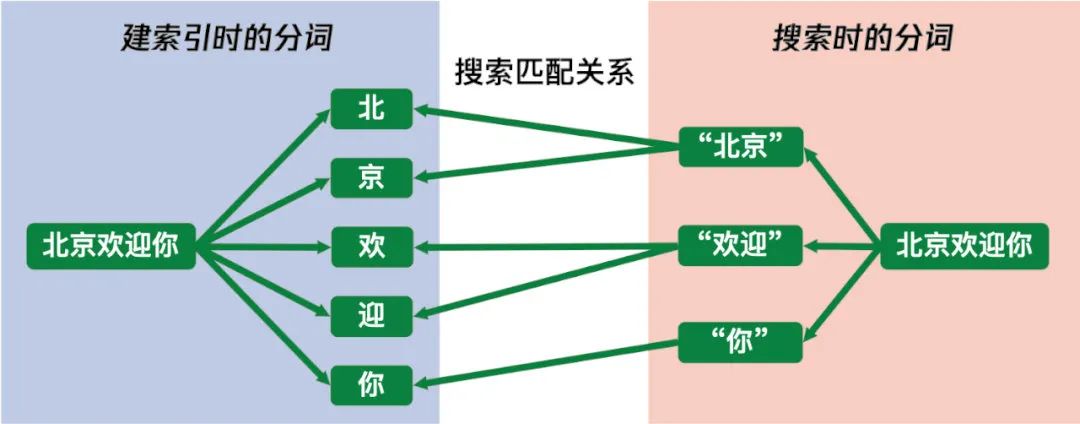 建索引时的分词
搜索匹配关系
搜索时的分词
北
京
欢
迎
你
北京欢迎你
“北京”
“欢迎”
“你”
北京欢迎你